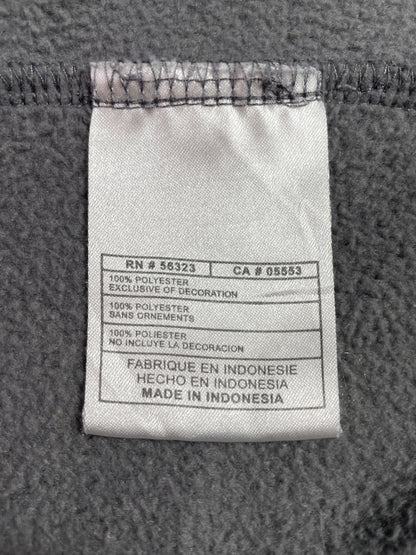 RN # 56323 CA # 05553
100% POLYESTER
EXCLUSIVE OF DECORATION
100% POLYESTER
SANS ORNEMENTS
100% POLIESTER
NO INCLUYE LA DECORACION
FABRIQUE EN INDONESIE
HECHO EN INDONESIA
MADE IN INDONESIA